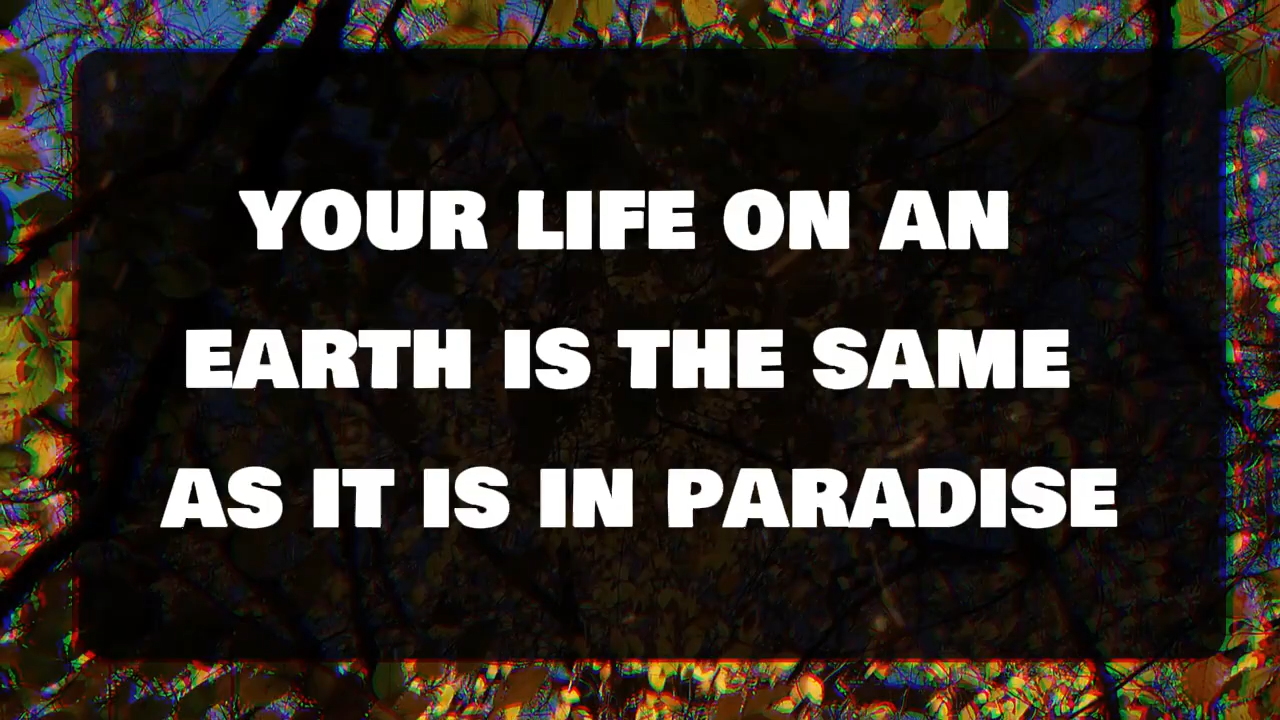 YOUR LIFE ON AN
EARTH IS THE SAME
AS IT IS IN PARADISE